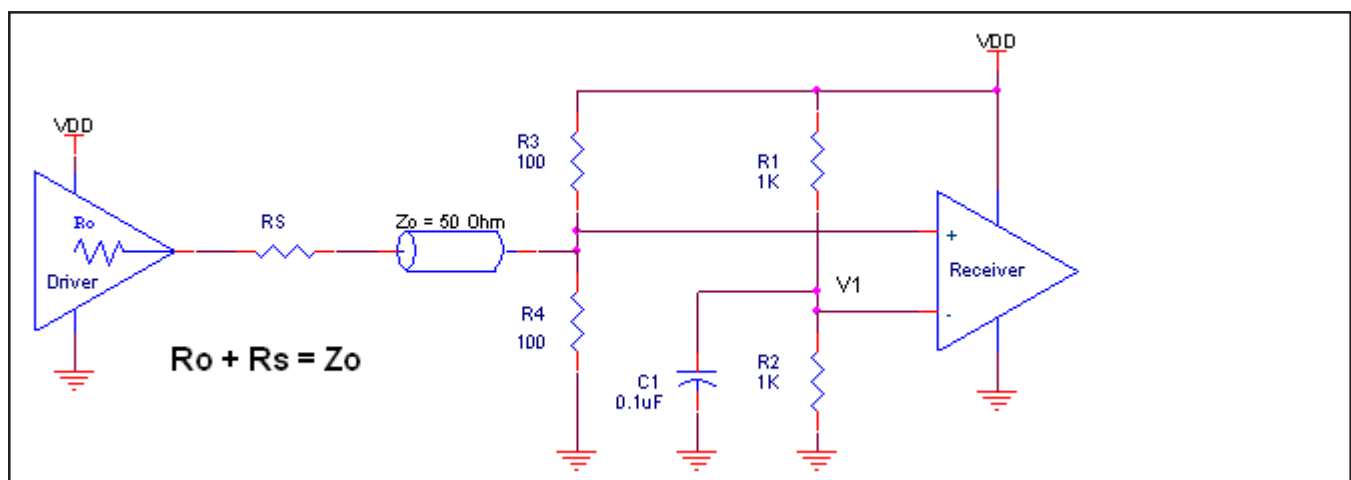 VDD
VDD
R3
100
R1
1K
Ro
RS
Zo = 50 Ohm
+
Driver
Receiver
V1
-
R4
100
Ro + Rs = Zo
R2
1K
C1
0.1uF